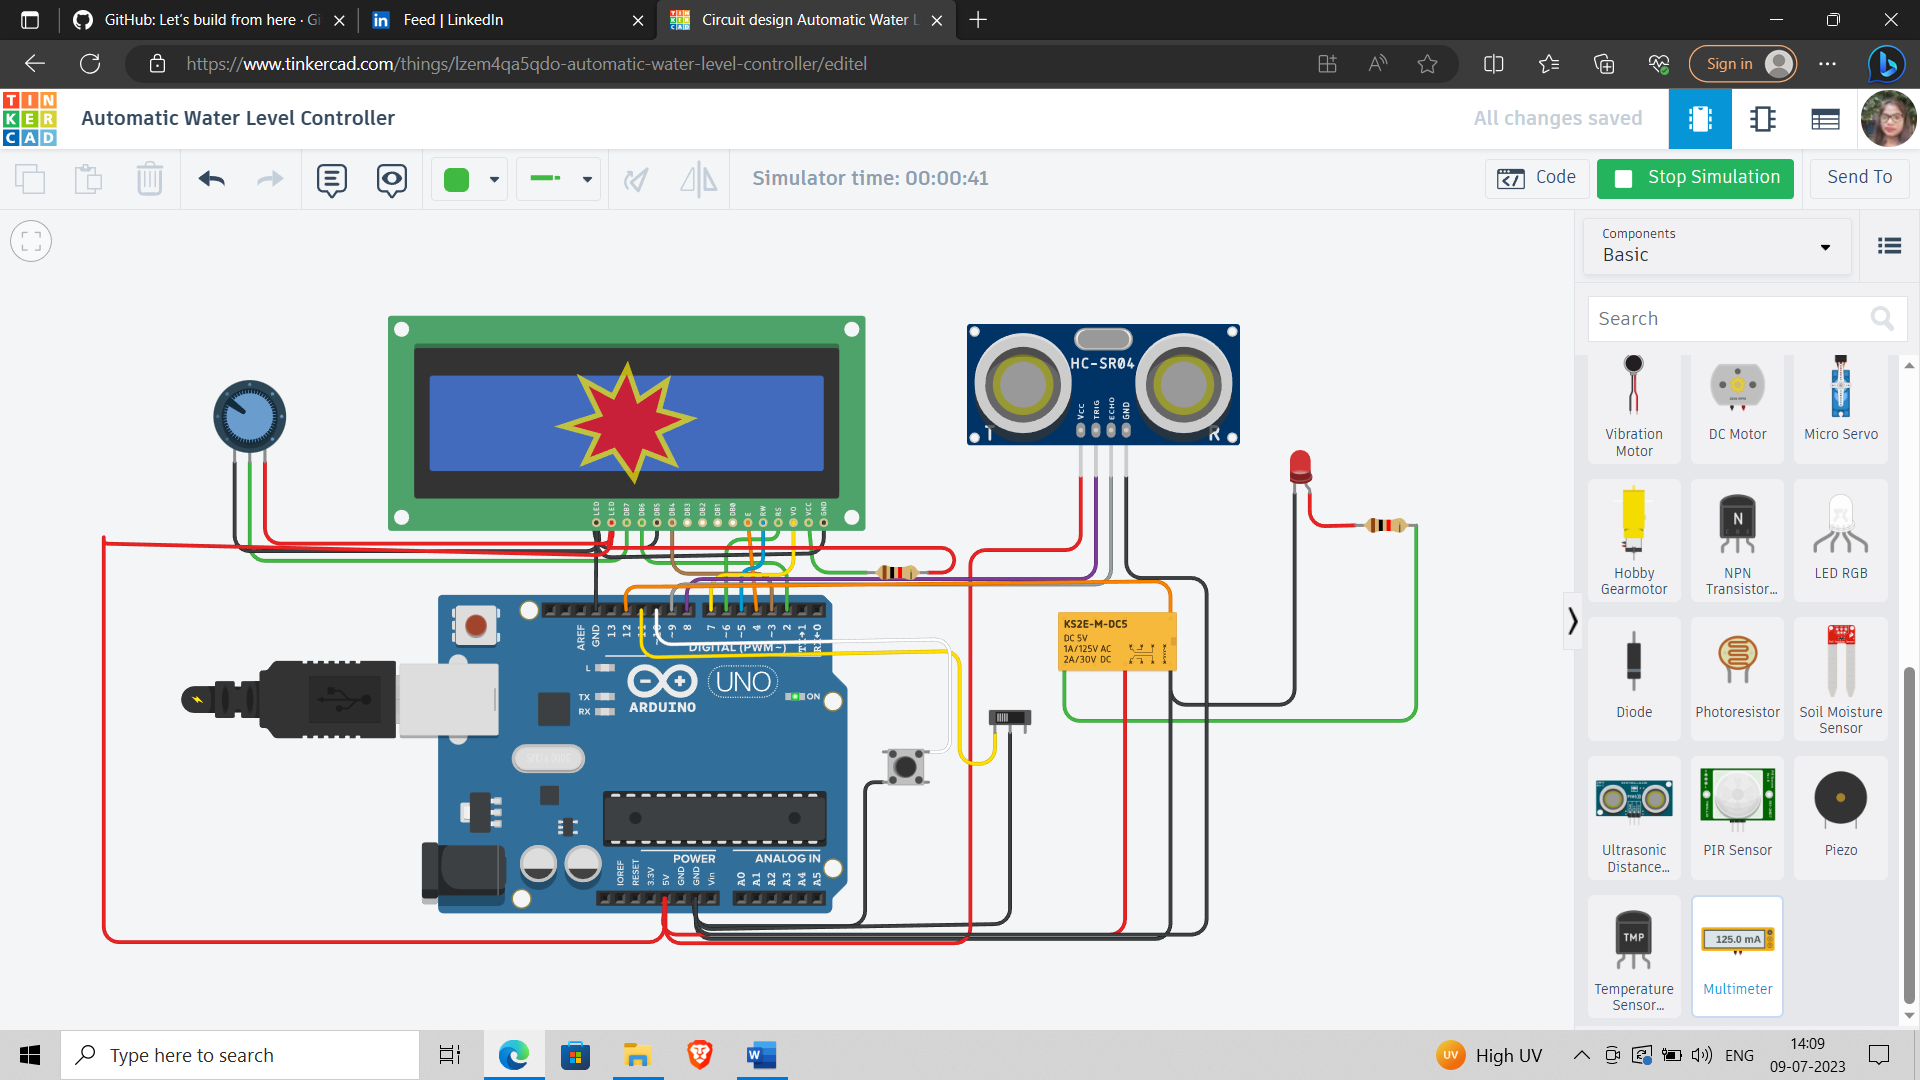 GitHub: Let's build from here · Gi
Feed | LinkedIn
Circuit design Automatic Water L
https://www.tinkercad.com/things/lzem4qa5qdo-automatic-water-level-controller/editel
Sign in
TIN
KER
CAD
Automatic Water Level Controller
All changes saved
Simulator time: 00:00:41
Code
Stop Simulation
Send To
Components
Basic
Search
Vibration
Motor
DC Motor
Micro Servo
Hobby
Gearmotor
N
NPN
Transistor...
LED RGB
Diode
Photoresistor
Soil Moisture
Sensor
Ultrasonic
Distance...
PIR Sensor
Piezo
TMP
Temperature
Sensor...
125.0 mA
Multimeter
LED LED DB7 DB6 DB5 DB4 DB3 DB2 DB1 DB0 E RW RS VO VCC GND
HC-SR04
VCC TRIG ECHO GND
T R
KS2E-M-DC5
DC 5V
1A/125V AC
2A/30V DC
AREF GND 13 12 11 ~10 ~9 8 7 ~6 ~5 4 ~3 2 TX→1 RX←0
DIGITAL (PWM~)
L
TX
RX
UNO
ARDUINO
ON
POWER
ANALOG IN
IOREF RESET 3.3V 5V GND GND Vin A0 A1 A2 A3 A4 A5
Type here to search
UV
High UV
ENG
14:09
09-07-2023